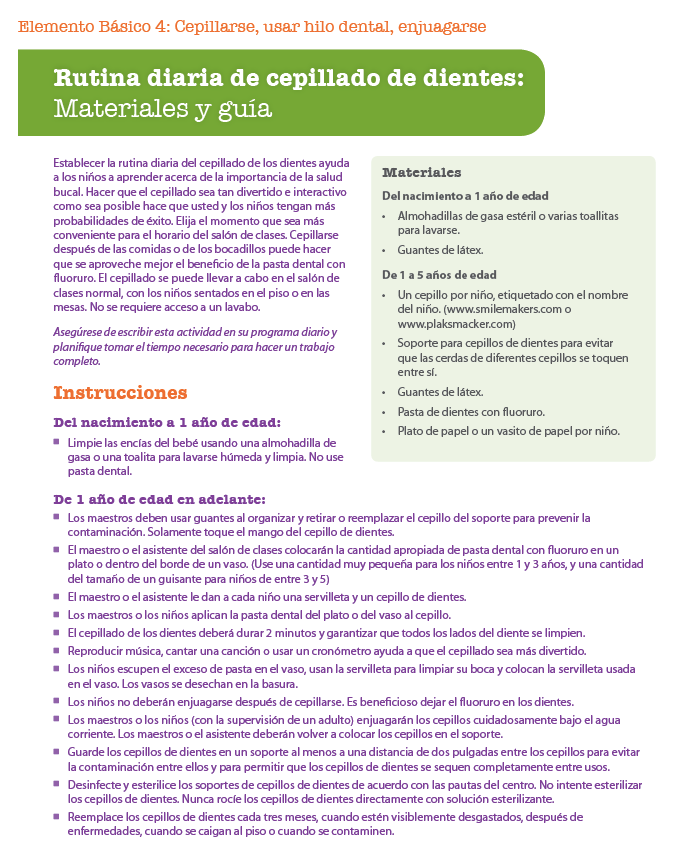 Elemento Básico 4: Cepillarse, usar hilo dental, enjuagarse
Rutina diaria de cepillado de dientes:
Materiales y guía
Establecer la rutina diaria del cepillado de los dientes ayuda
a los niños a aprender acerca de la importancia de la salud
bucal. Hacer que el cepillado sea tan divertido e interactivo
como sea posible hace que usted y los niños tengan más
probabilidades de éxito. Elija el momento que sea más
conveniente para el horario del salón de clases. Cepillarse
después de las comidas o de los bocadillos puede hacer
que se aproveche mejor el beneficio de la pasta dental con
fluoruro. El cepillado se puede llevar a cabo en el salón de
clases normal, con los niños sentados en el piso o en las
mesas. No se requiere acceso a un lavabo.
Asegúrese de escribir esta actividad en su programa diario y
planifique tomar el tiempo necesario para hacer un trabajo
completo.
Materiales
Del nacimiento a 1 año de edad
• Almohadillas de gasa estéril o varias toallitas
para lavarse.
• Guantes de látex.
De 1 a 5 años de edad
• Un cepillo por niño, etiquetado con el nombre
del niño. (www.smilemakers.com o
www.plaksmacker.com)
• Soporte para cepillos de dientes para evitar
que las cerdas de diferentes cepillos se toquen
entre sí.
• Guantes de látex.
• Pasta de dientes con fluoruro.
• Plato de papel o un vasito de papel por niño.
Instrucciones
Del nacimiento a 1 año de edad:
■ Limpie las encías del bebé usando una almohadilla de
gasa o una toalita para lavarse húmeda y limpia. No use
pasta dental.
De 1 año de edad en adelante:
■ Los maestros deben usar guantes al organizar y retirar o reemplazar el cepillo del soporte para prevenir la
contaminación. Solamente toque el mango del cepillo de dientes.
■ El maestro o el asistente del salón de clases colocarán la cantidad apropiada de pasta dental con fluoruro en un
plato o dentro del borde de un vaso. (Use una cantidad muy pequeña para los niños entre 1 y 3 años, y una cantidad
del tamaño de un guisante para niños de entre 3 y 5)
■ El maestro o el asistente le dan a cada niño una servilleta y un cepillo de dientes.
■ Los maestros o los niños aplican la pasta dental del plato o del vaso al cepillo.
■ El cepillado de los dientes deberá durar 2 minutos y garantizar que todos los lados del diente se limpien.
■ Reproducir música, cantar una canción o usar un cronómetro ayuda a que el cepillado sea más divertido.
■ Los niños escupen el exceso de pasta en el vaso, usan la servilleta para limpiar su boca y colocan la servilleta usada
en el vaso. Los vasos se desechan en la basura.
■ Los niños no deberán enjuagarse después de cepillarse. Es beneficioso dejar el fluoruro en los dientes.
■ Los maestros o los niños (con la supervisión de un adulto) enjuagarán los cepillos cuidadosamente bajo el agua
corriente. Los maestros o el asistente deberán volver a colocar los cepillos en el soporte.
■ Guarde los cepillos de dientes en un soporte al menos a una distancia de dos pulgadas entre los cepillos para evitar
la contaminación entre ellos y para permitir que los cepillos de dientes se sequen completamente entre usos.
■ Desinfecte y esterilice los soportes de cepillos de dientes de acuerdo con las pautas del centro. No intente esterilizar
los cepillos de dientes. Nunca rocíe los cepillos de dientes directamente con solución esterilizante.
■ Reemplace los cepillos de dientes cada tres meses, cuando estén visiblemente desgastados, después de
enfermedades, cuando se caigan al piso o cuando se contaminen.